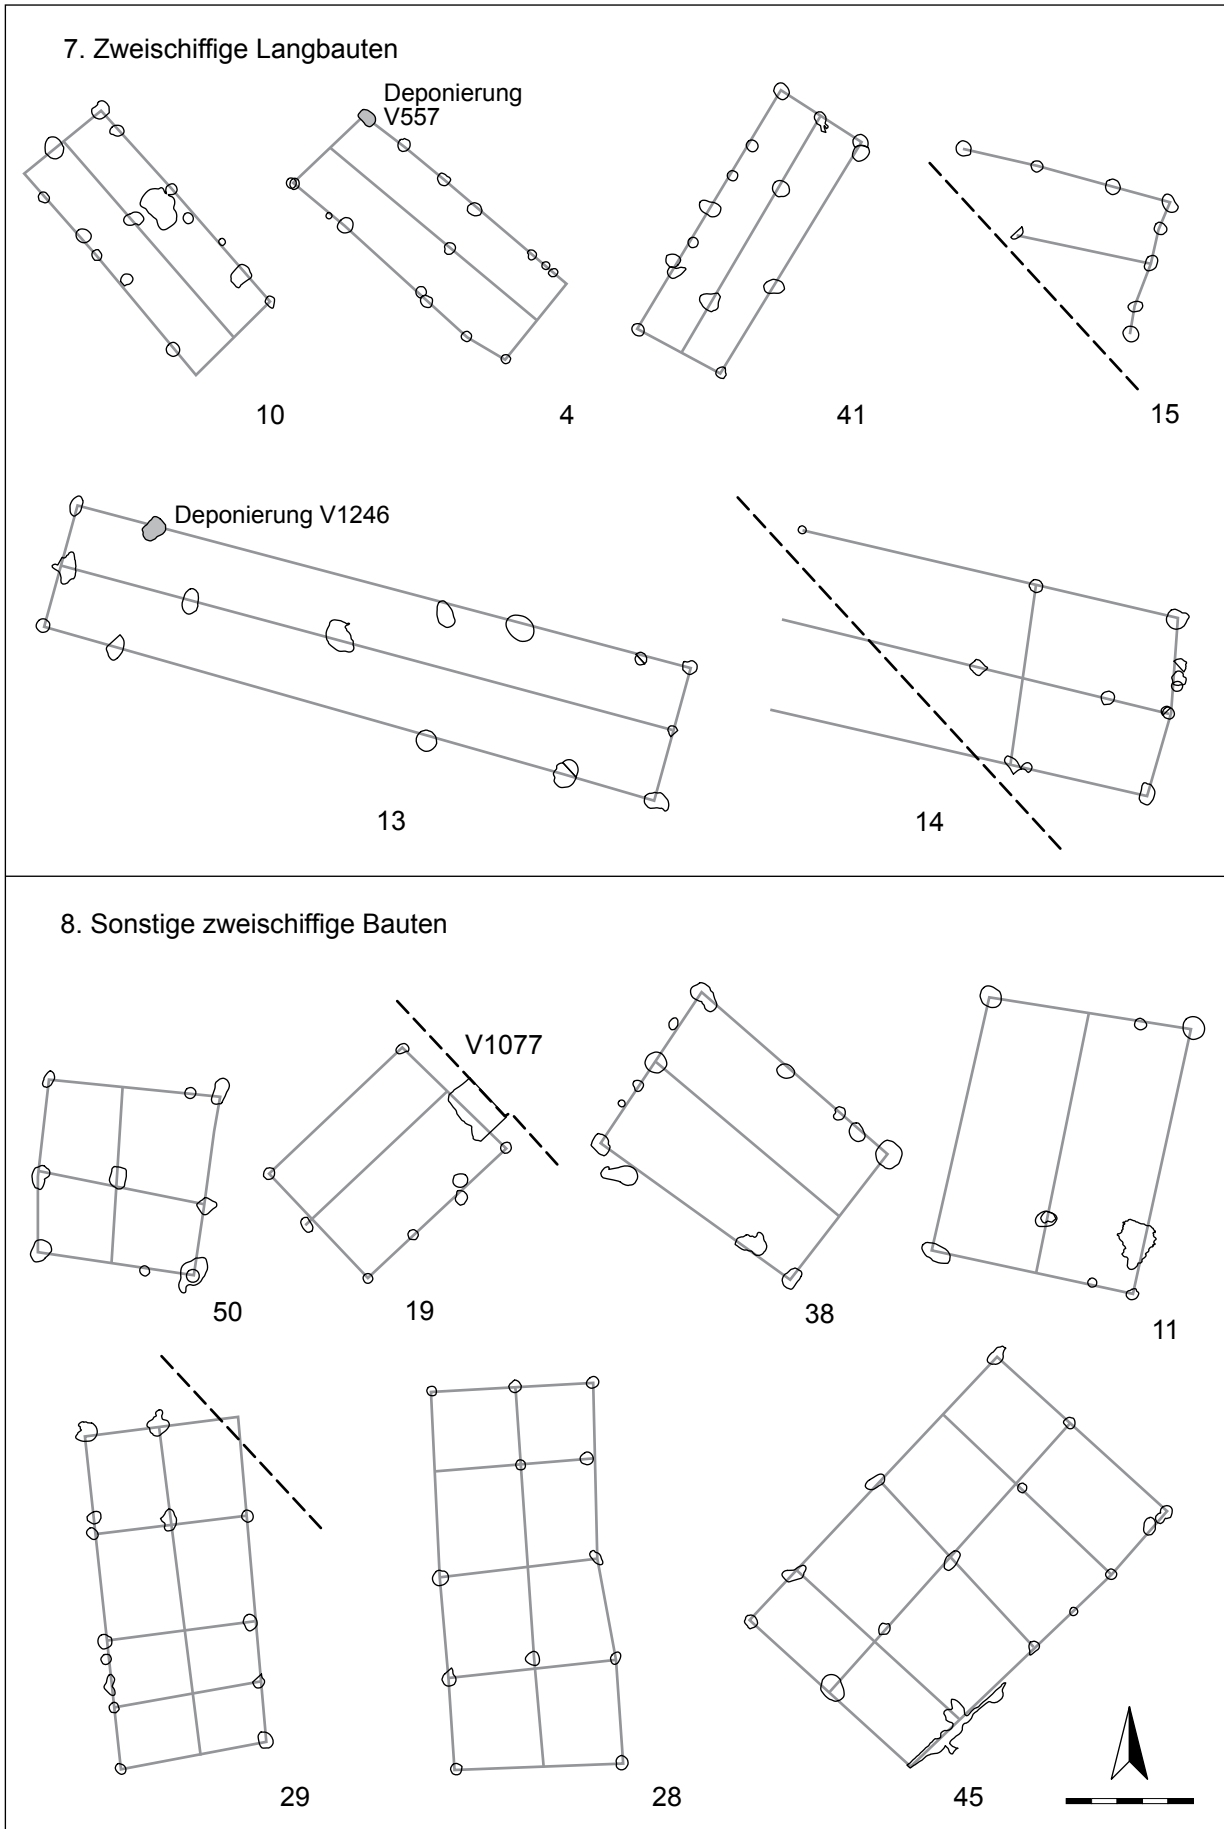 7. Zweischiffige Langbauten
Deponierung
V557
10
4
41
15
Deponierung V1246
13
14
8. Sonstige zweischiffige Bauten
V1077
50
19
38
11
29
28
45